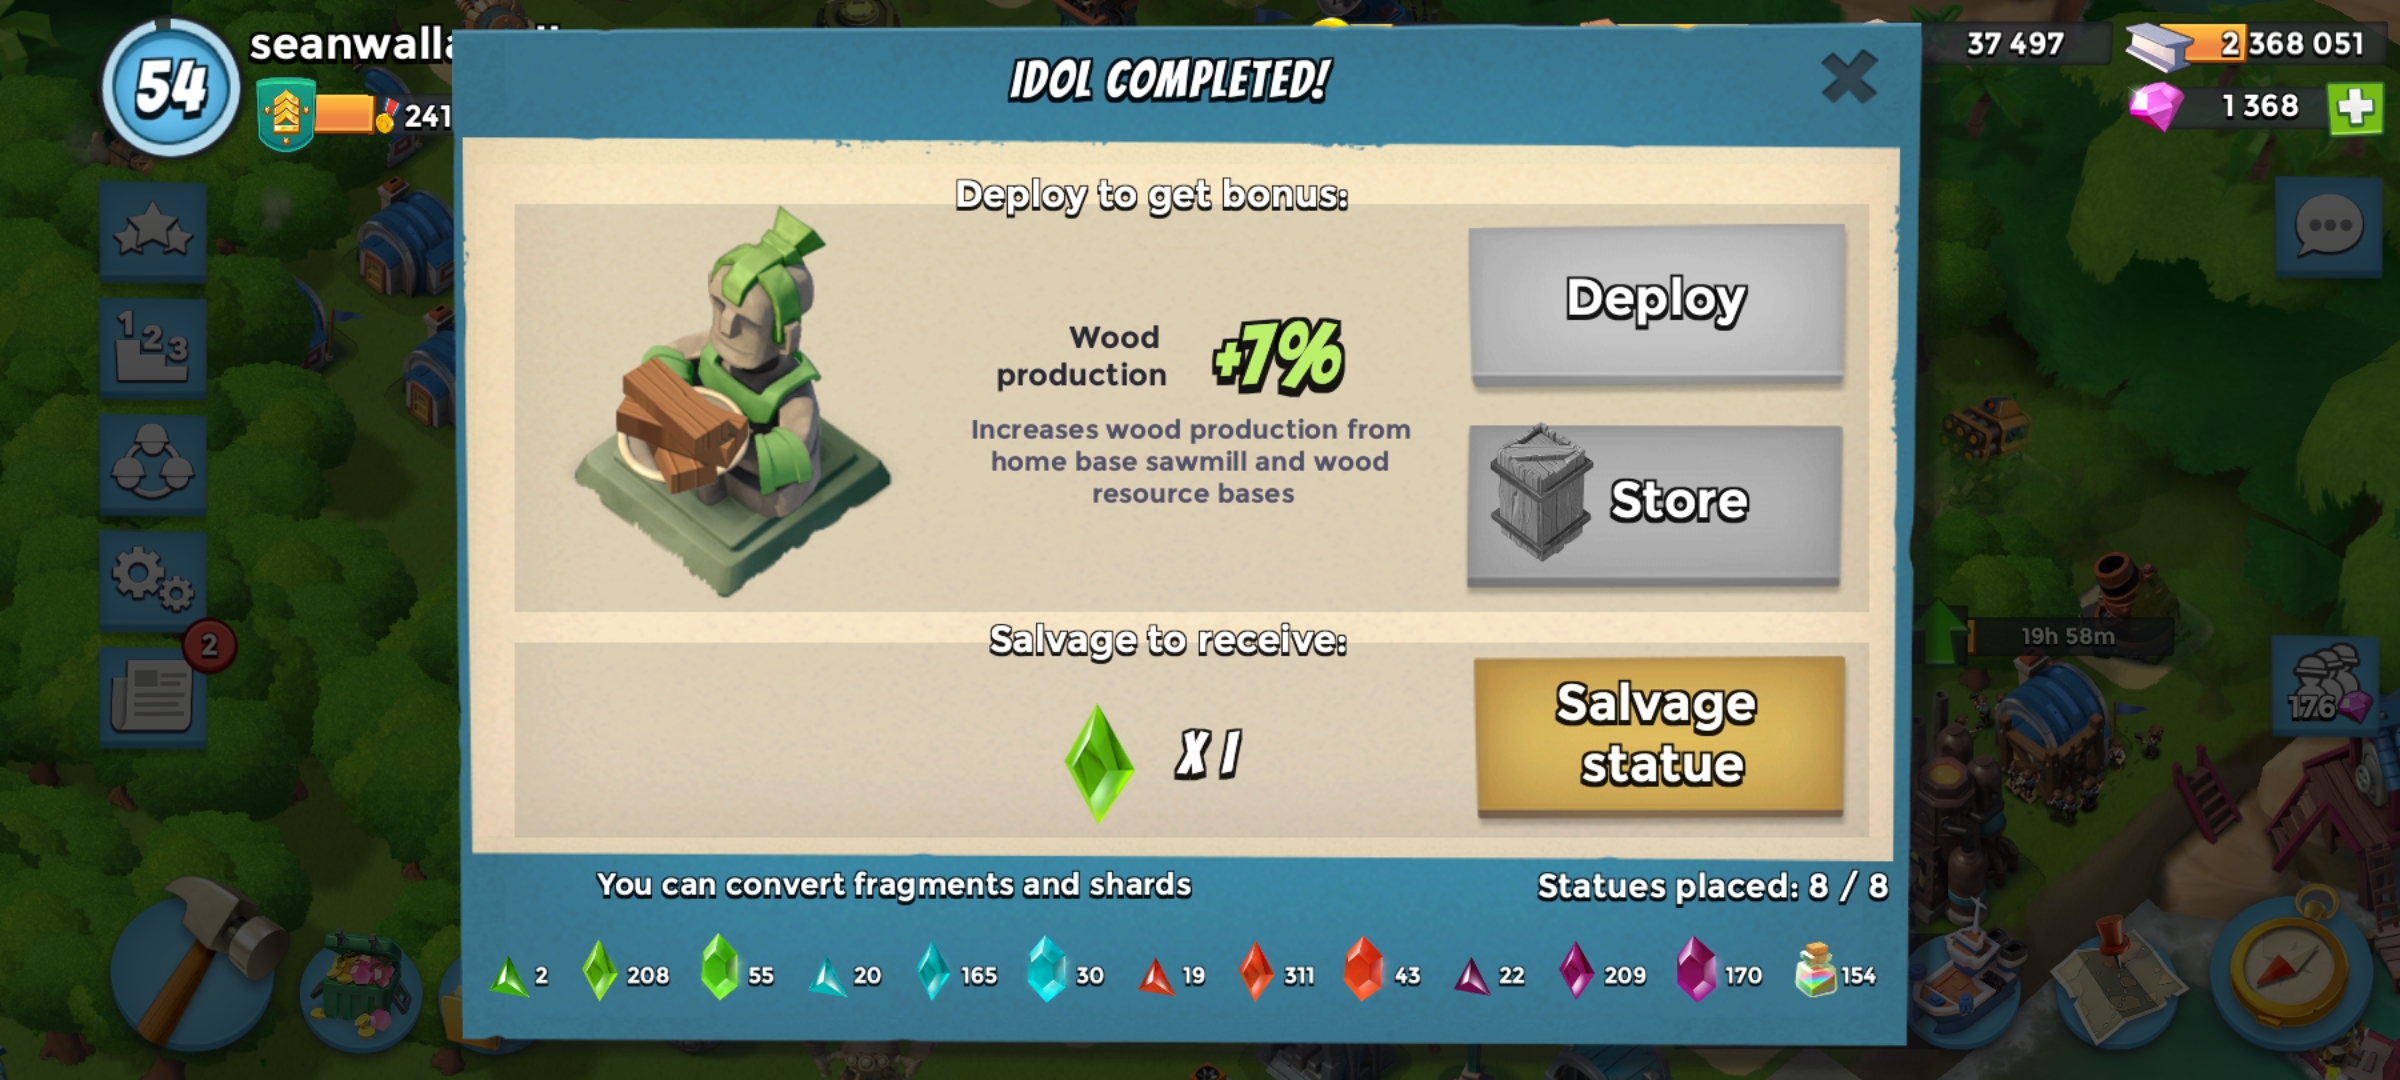 54
241
37 497
2 368 051
1 368
IDOL COMPLETED!
Deploy to get bonus:
Wood
production
+7%
Increases wood production from
home base sawmill and wood
resource bases
Deploy
Store
Salvage to receive:
X 1
Salvage
statue
1 2 3
2
19h 58m
176
You can convert fragments and shards
Statues placed: 8 / 8
2
208
55
20
165
30
19
311
43
22
209
170
154